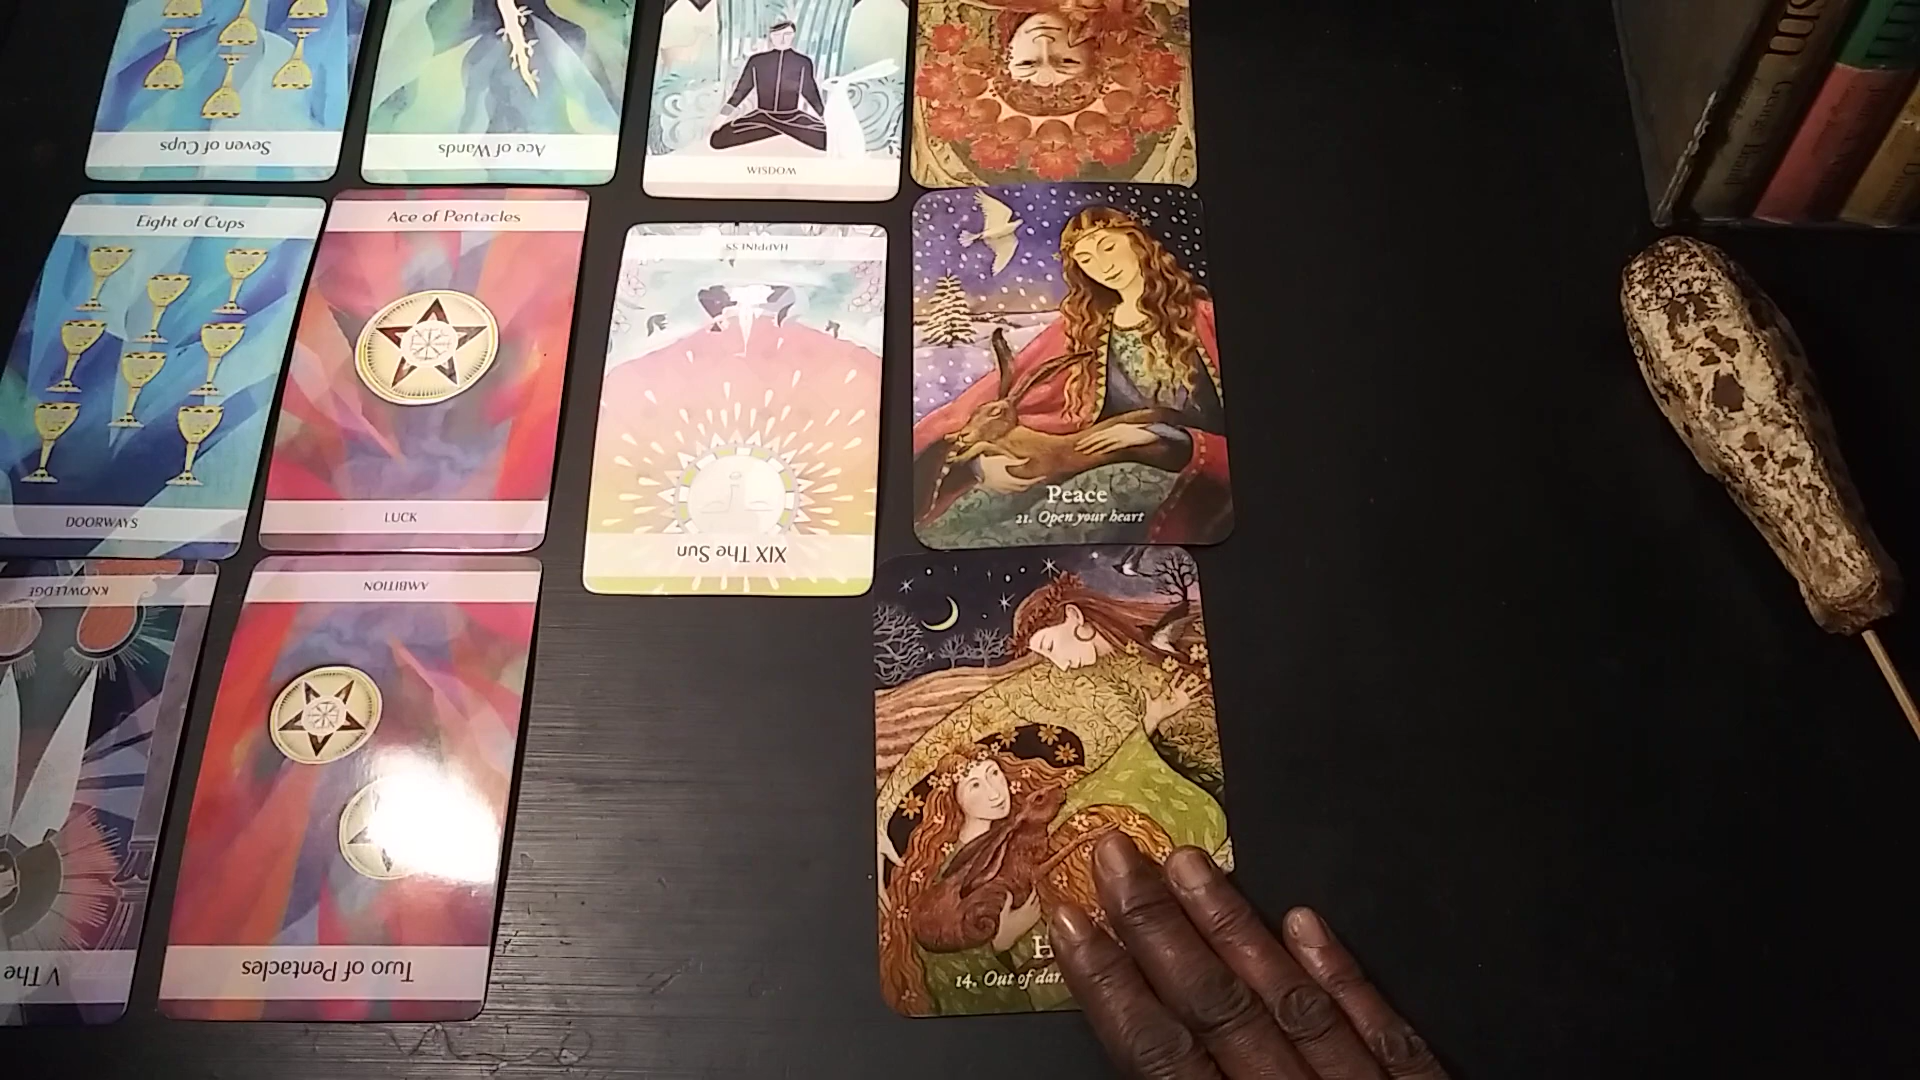 Seven of Cups
Ace of Wands
WISDOM
Eight of Cups
DOORWAYS
Ace of Pentacles
LUCK
HAPPINESS
XIX The Sun
Peace
21. Open your heart
KNOWLEDGE
V The
AMBITION
Two of Pentacles
H
14. Out of dar